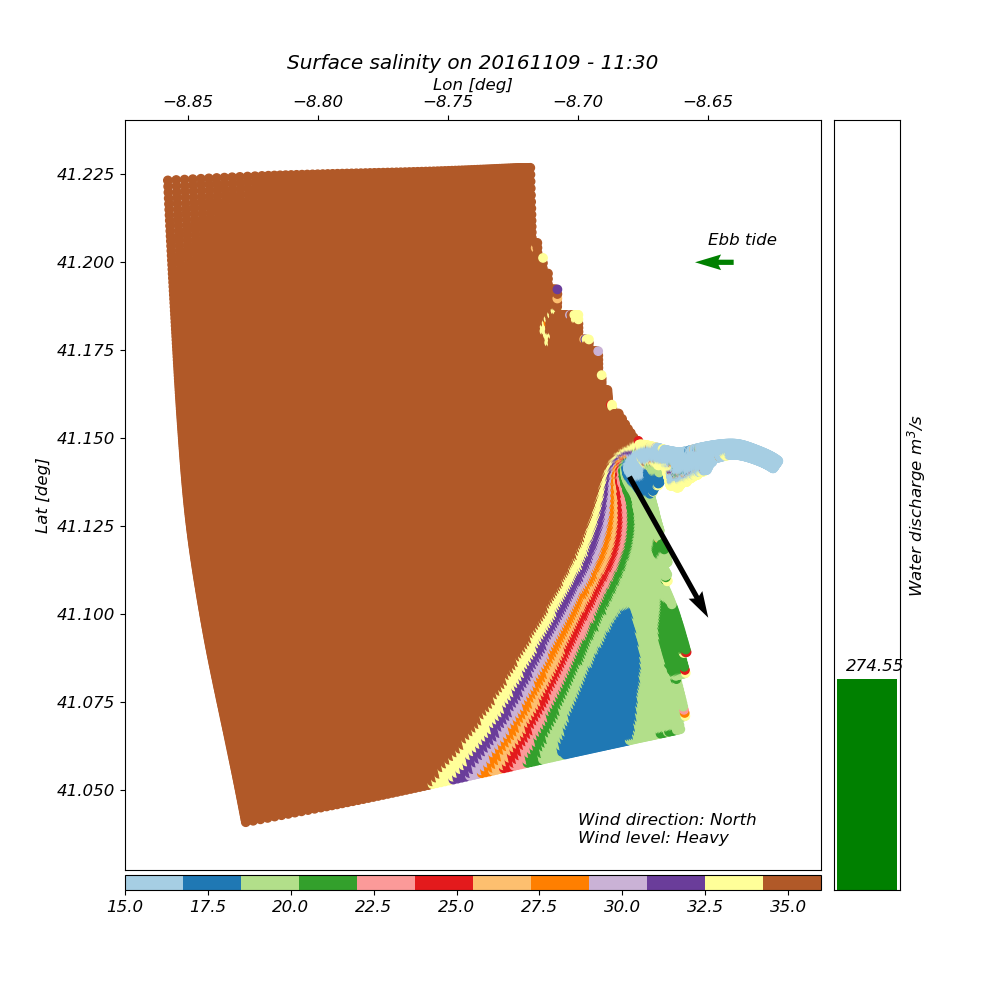 Surface salinity on 20161109 - 11:30
Lon [deg]
−8.85 −8.80 −8.75 −8.70 −8.65
41.225
41.200
41.175
41.150
41.125
41.100
41.075
41.050
Lat [deg]
Ebb tide
Wind direction: North
Wind level: Heavy
15.0 17.5 20.0 22.5 25.0 27.5 30.0 32.5 35.0
274.55
Water discharge m³/s